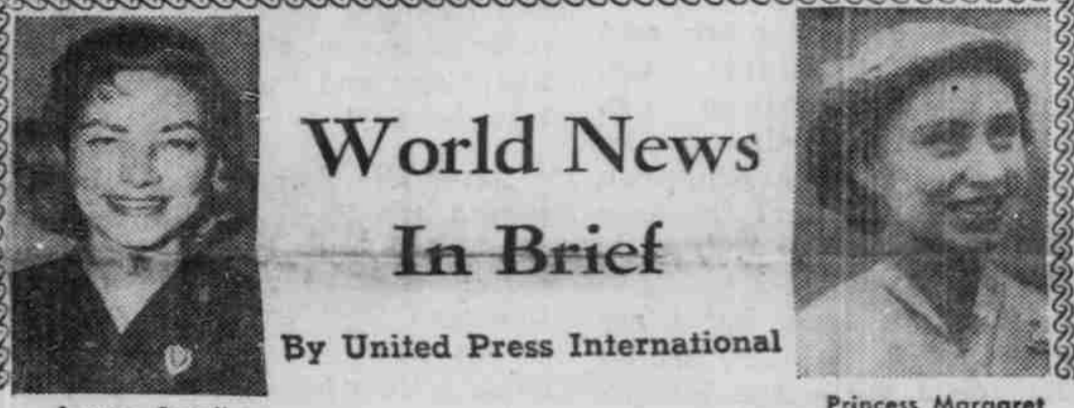 World News
In Brief
By United Press International
Princess Margaret